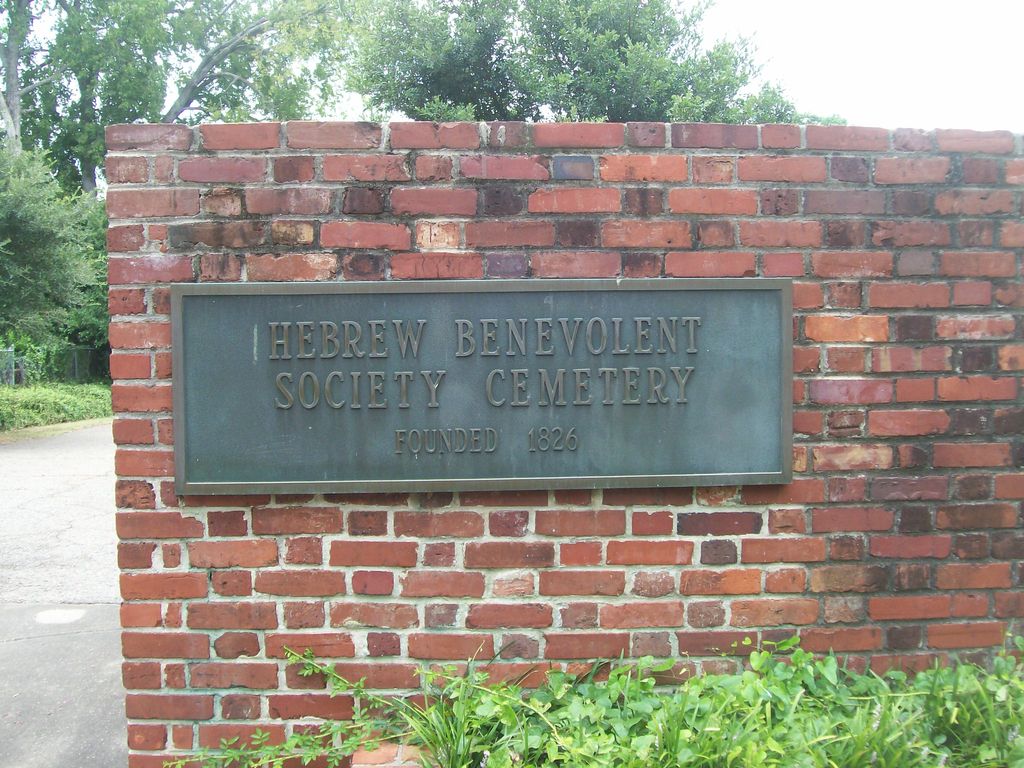 HEBREW BENEVOLENT
SOCIETY CEMETERY
FOUNDED 1826